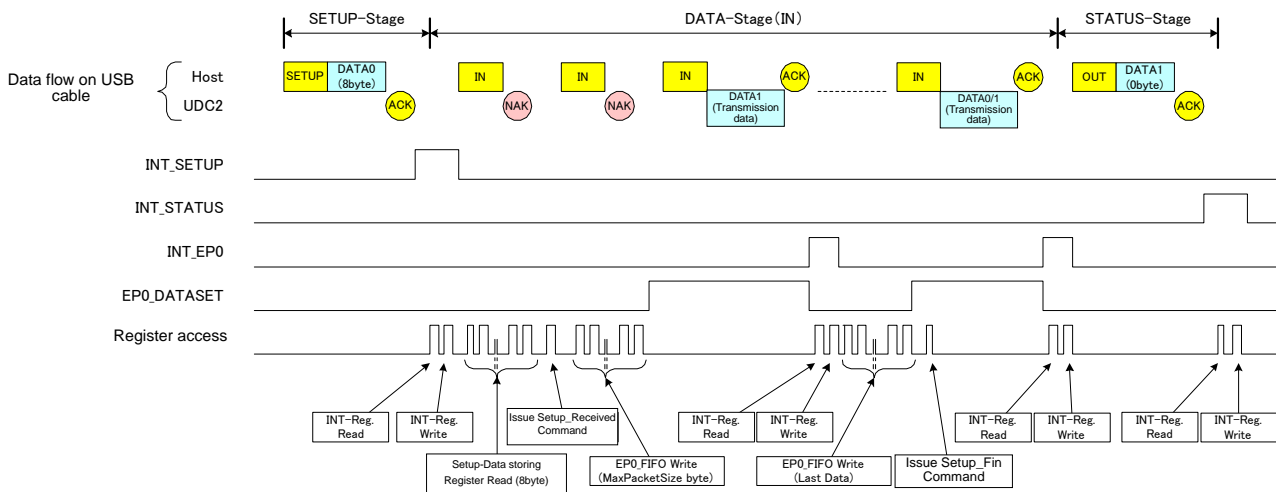 SETUP-Stage
DATA-Stage(IN)
STATUS-Stage
Data flow on USB
cable
Host
UDC2
SETUP
DATA0
(8byte)
ACK
IN
NAK
IN
NAK
IN
DATA1
(Transmission
data)
ACK
IN
DATA0/1
(Transmission
data)
ACK
OUT
DATA1
(0byte)
ACK
INT_SETUP
INT_STATUS
INT_EP0
EP0_DATASET
Register access
INT-Reg.
Read
INT-Reg.
Write
Issue Setup_Received
Command
INT-Reg.
Read
INT-Reg.
Write
INT-Reg.
Read
INT-Reg.
Write
INT-Reg.
Read
INT-Reg.
Write
Setup-Data storing
Register Read (8byte)
EP0_FIFO Write
(MaxPacketSize byte)
EP0_FIFO Write
(Last Data)
Issue Setup_Fin
Command